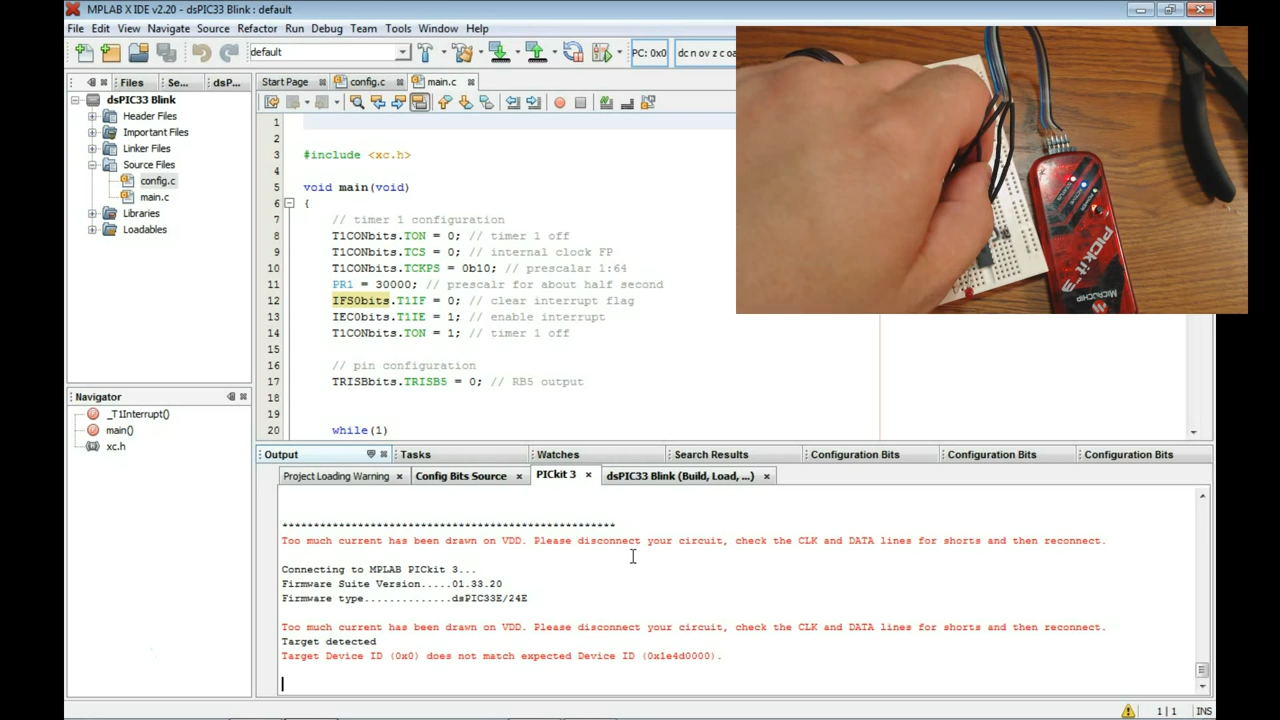 MPLAB X IDE v2.20 - dsPIC33 Blink : default
File Edit View Navigate Source Refactor Run Debug Team Tools Window Help
default
PC: 0x0
dc n ov z c
Files
Se...
dsP...
Start Page
config.c
main.c
dsPIC33 Blink
Header Files
Important Files
Linker Files
Source Files
config.c
main.c
Libraries
Loadables
1
2
3 #include <xc.h>
4
5 void main(void)
6 {
7 // timer 1 configuration
8 T1CONbits.TON = 0; // timer 1 off
9 T1CONbits.TCS = 0; // internal clock FP
10 T1CONbits.TCKPS = 0b10; // prescalar 1:64
11 PR1 = 30000; // prescalr for about half second
12 IFS0bits.T1IF = 0; // clear interrupt flag
13 IEC0bits.T1IE = 1; // enable interrupt
14 T1CONbits.TON = 1; // timer 1 off
15
16 // pin configuration
17 TRISBbits.TRISB5 = 0; // RB5 output
18
19
20 while(1)
PICkit 3
MICROCHIP
Navigator
_T1Interrupt()
main()
xc.h
Output
Tasks
Watches
Search Results
Configuration Bits
Configuration Bits
Configuration Bits
Project Loading Warning
Config Bits Source
PICkit 3
dsPIC33 Blink (Build, Load, ...)
*****************************************************
Too much current has been drawn on VDD. Please disconnect your circuit, check the CLK and DATA lines for shorts and then reconnect.
Connecting to MPLAB PICkit 3...
Firmware Suite Version.....01.33.20
Firmware type..............dsPIC33E/24E
Too much current has been drawn on VDD. Please disconnect your circuit, check the CLK and DATA lines for shorts and then reconnect.
Target detected
Target Device ID (0x0) does not match expected Device ID (0x1e4d0000).
1 | 1
INS